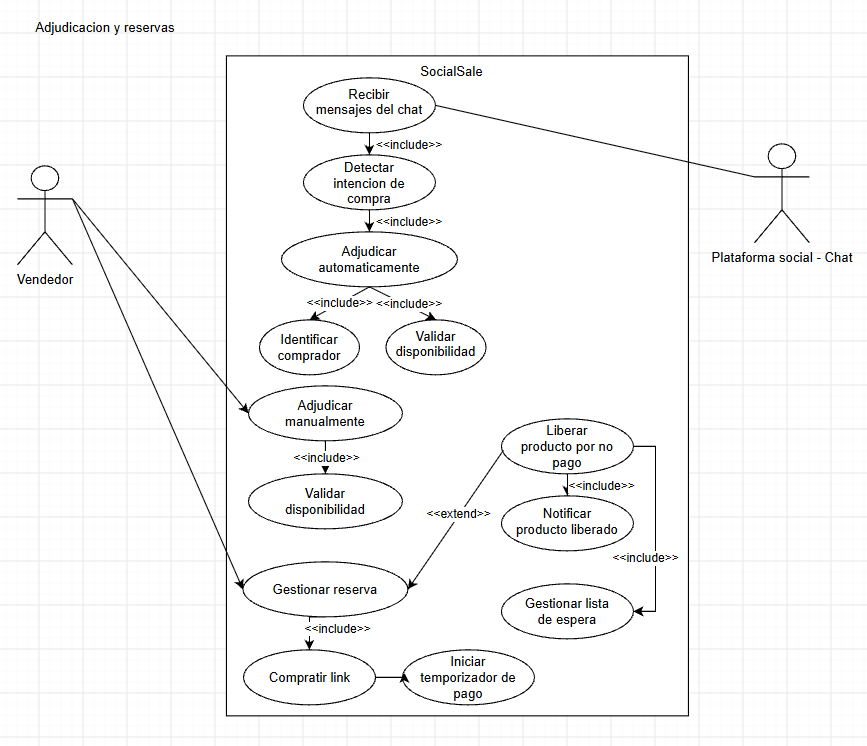 Adjudicacion y reservas
SocialSale
Recibir
mensajes del chat
<<include>>
Detectar
intencion de
compra
<<include>>
Adjudicar
automaticamente
<<include>>
<<include>>
Identificar
comprador
Validar
disponibilidad
Vendedor
Plataforma social - Chat
Adjudicar
manualmente
<<include>>
Validar
disponibilidad
Liberar
producto por no
pago
<<include>>
Notificar
producto liberado
<<extend>>
<<include>>
Gestionar reserva
Gestionar lista
de espera
<<include>>
Compratir link
Iniciar
temporizador de
pago